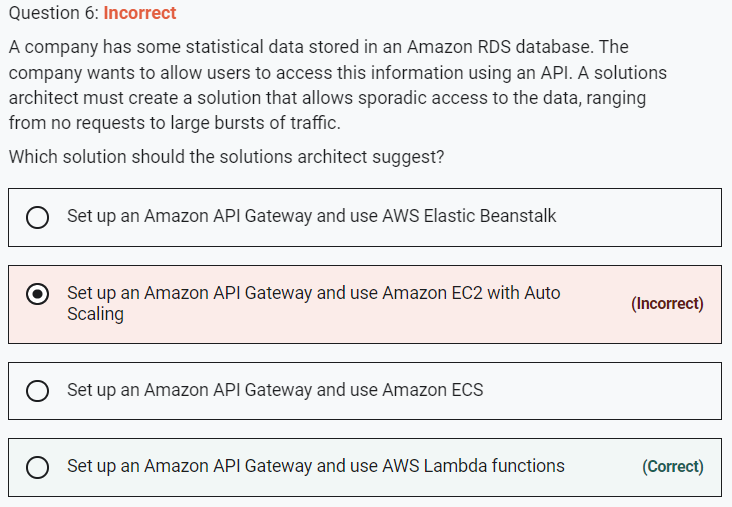 Question 6: Incorrect
A company has some statistical data stored in an Amazon RDS database. The
company wants to allow users to access this information using an API. A solutions
architect must create a solution that allows sporadic access to the data, ranging
from no requests to large bursts of traffic.
Which solution should the solutions architect suggest?
Set up an Amazon API Gateway and use AWS Elastic Beanstalk
Set up an Amazon API Gateway and use Amazon EC2 with Auto
Scaling
(Incorrect)
Set up an Amazon API Gateway and use Amazon ECS
Set up an Amazon API Gateway and use AWS Lambda functions
(Correct)